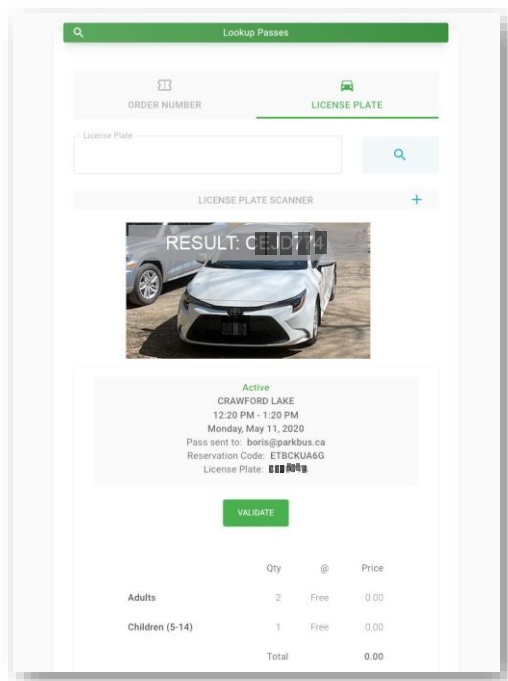 Lookup Passes
ORDER NUMBER
LICENSE PLATE
License Plate
LICENSE PLATE SCANNER
+
RESULT:
Active
CRAWFORD LAKE
12:20 PM - 1:20 PM
Monday, May 11, 2020
Pass sent to: boris@parkbus.ca
Reservation Code: ETBCKUA6G
License Plate:
VALIDATE
Qty @ Price
Adults 2 Free 0.00
Children (5-14) 1 Free 0.00
Total 0.00